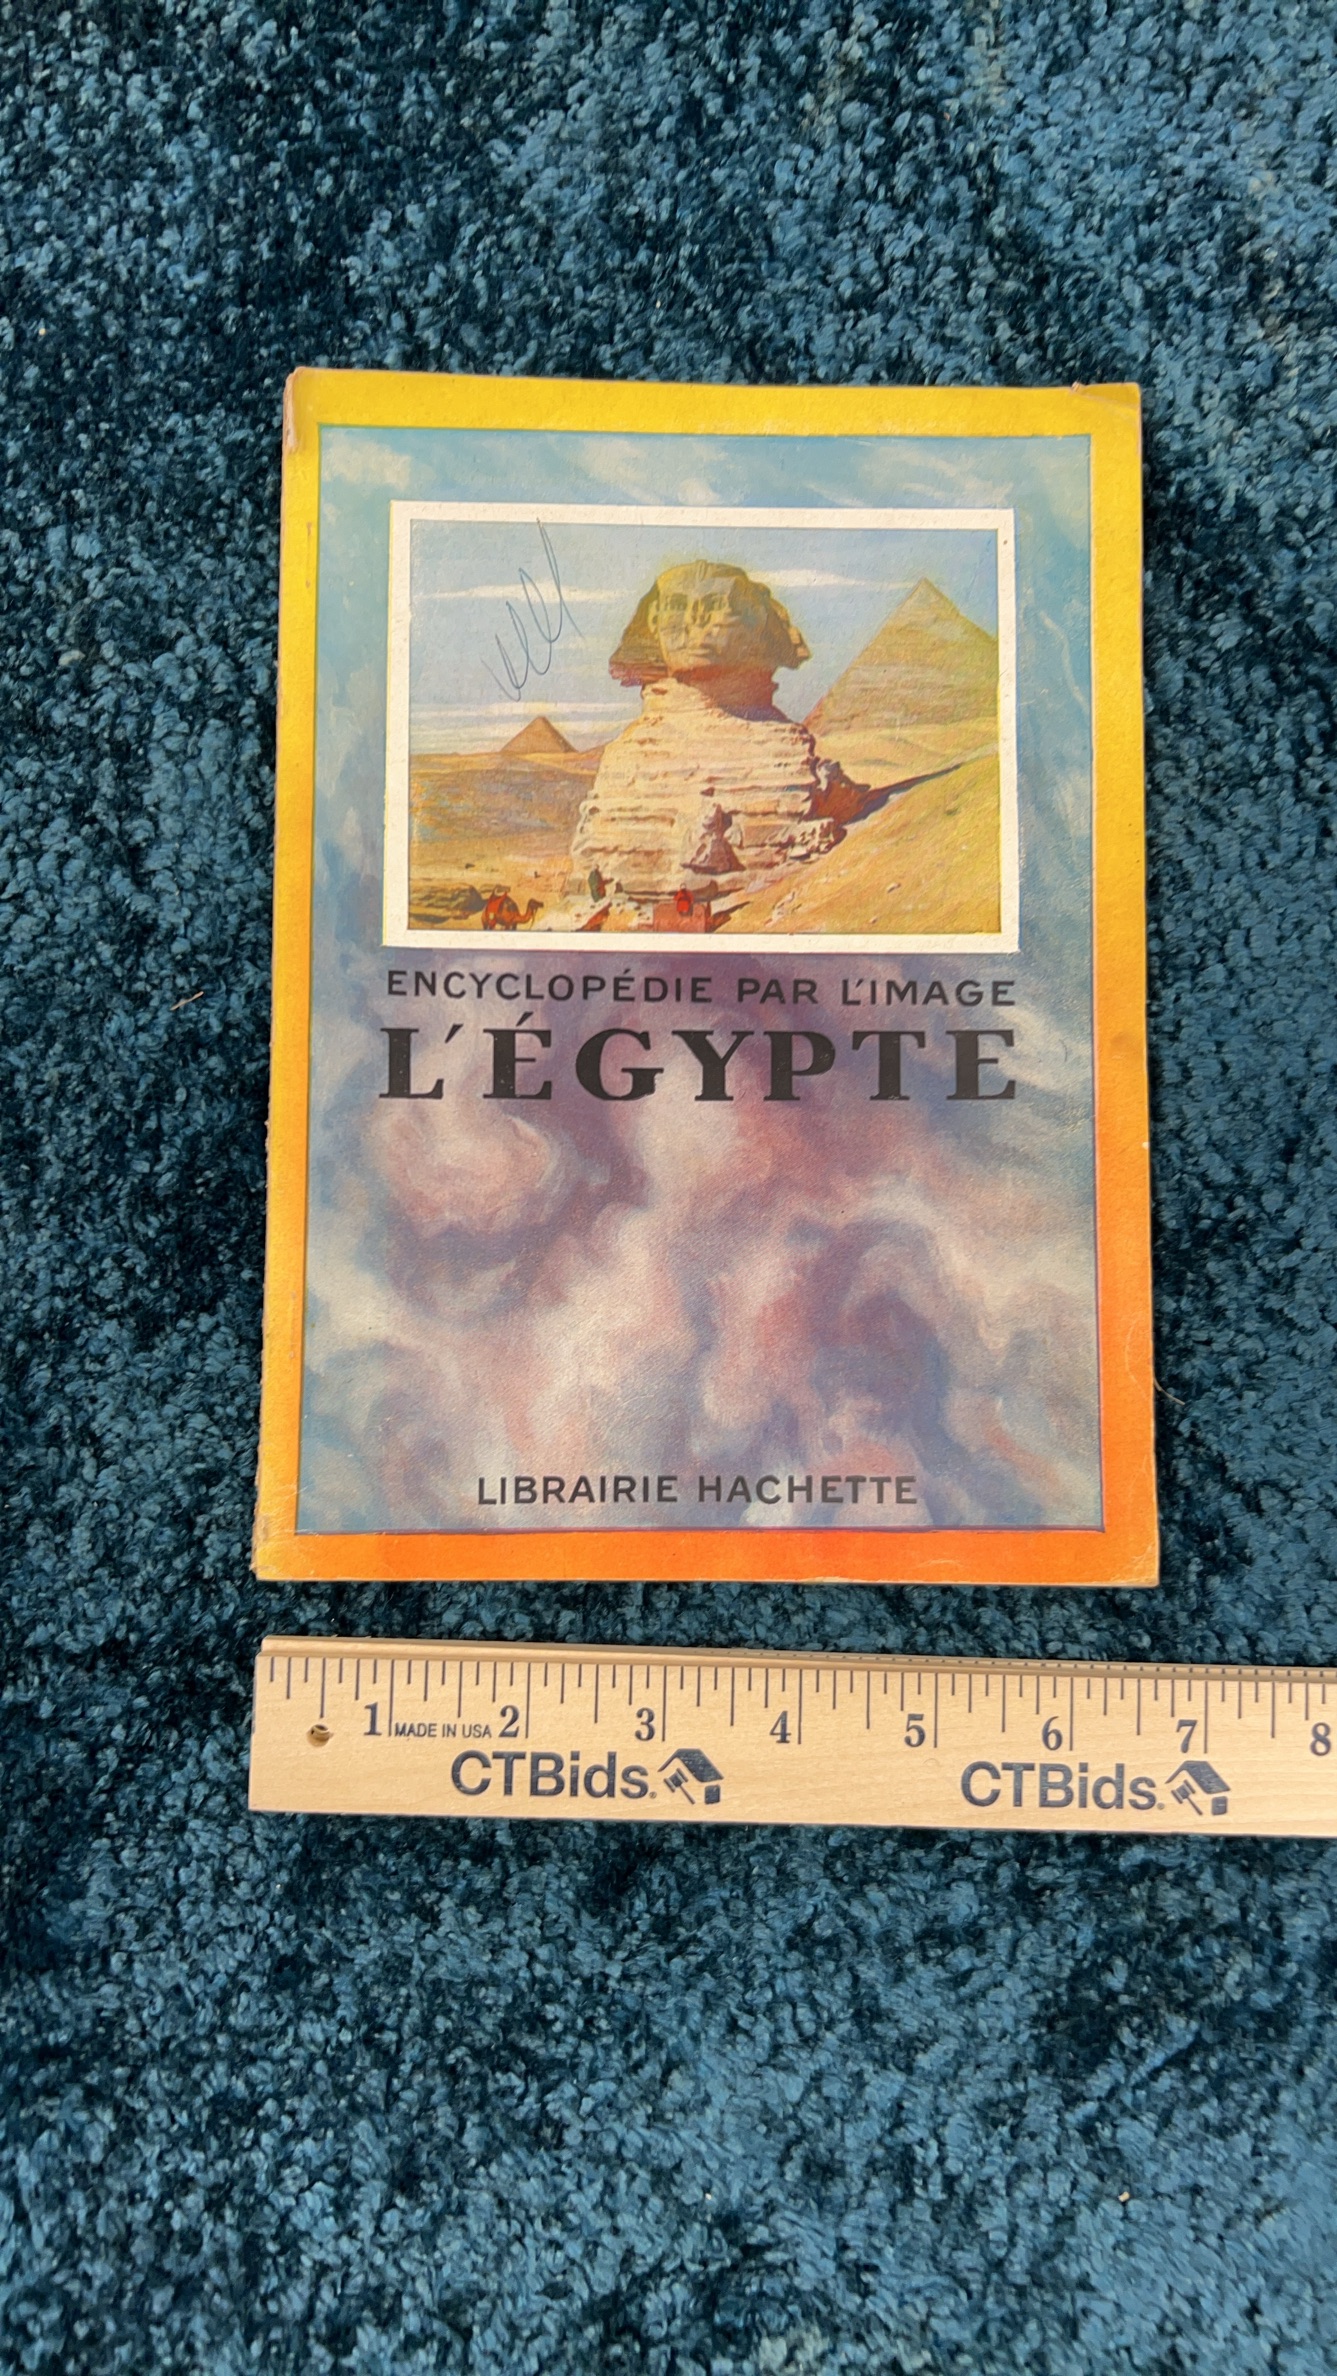 ENCYCLOPÉDIE PAR L'IMAGE
L'ÉGYPTE
LIBRAIRIE HACHETTE
1 MADE IN USA 2 3 4 5 6 7 8
CTBids. CTBids.